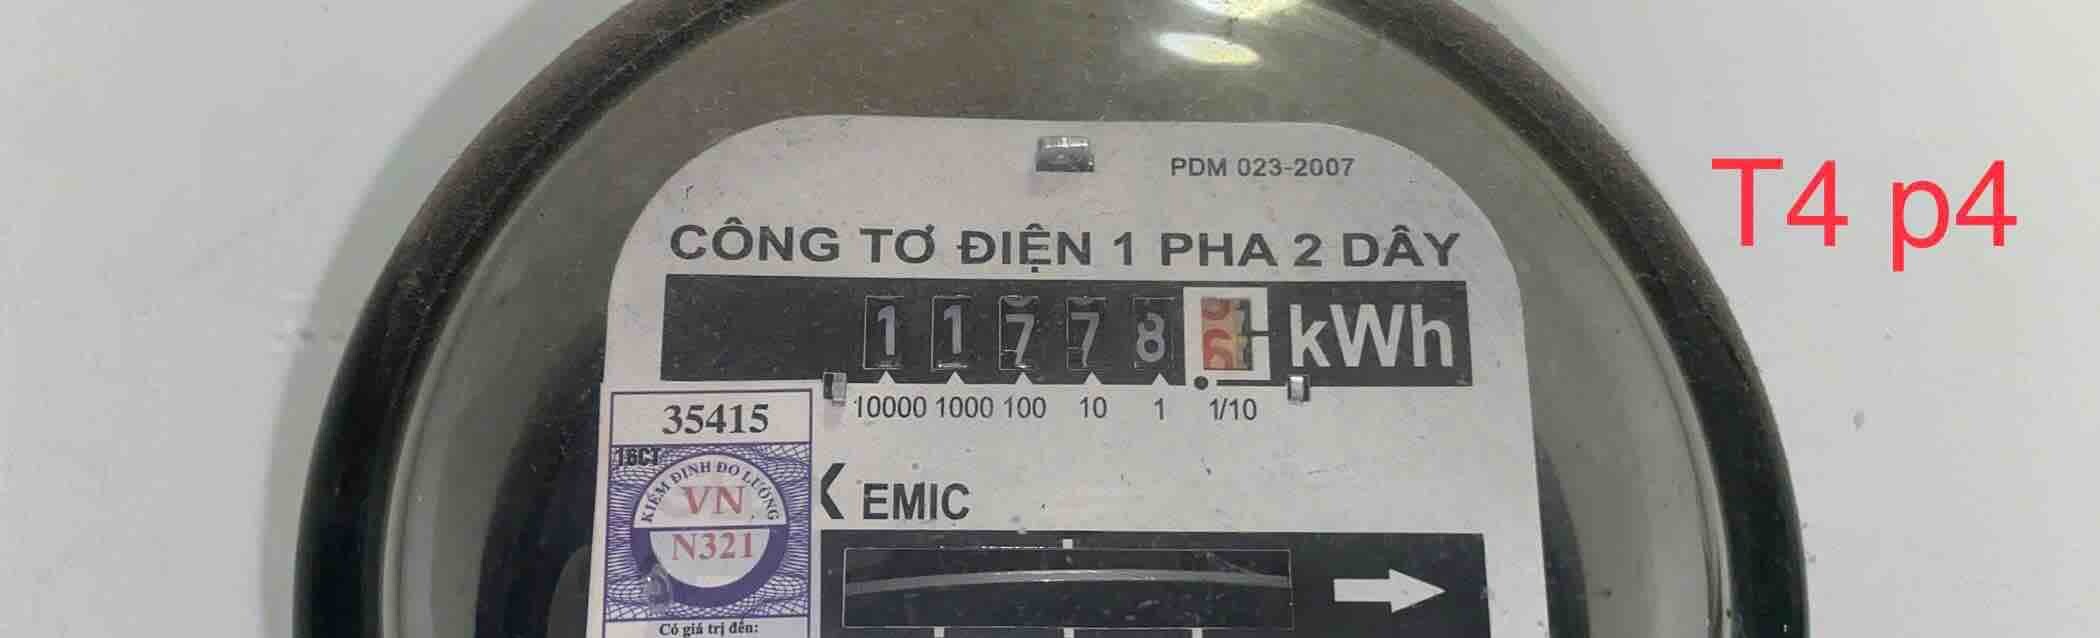 PDM 023-2007
T4 p4
CÔNG TƠ ĐIỆN 1 PHA 2 DÂY
1 1 7 7 8 kWh
10000 1000 100 10 1 1/10
35415
16CT
KIỂM ĐỊNH ĐO LƯỜNG
VN
N321
EMIC
Có giá trị đến: